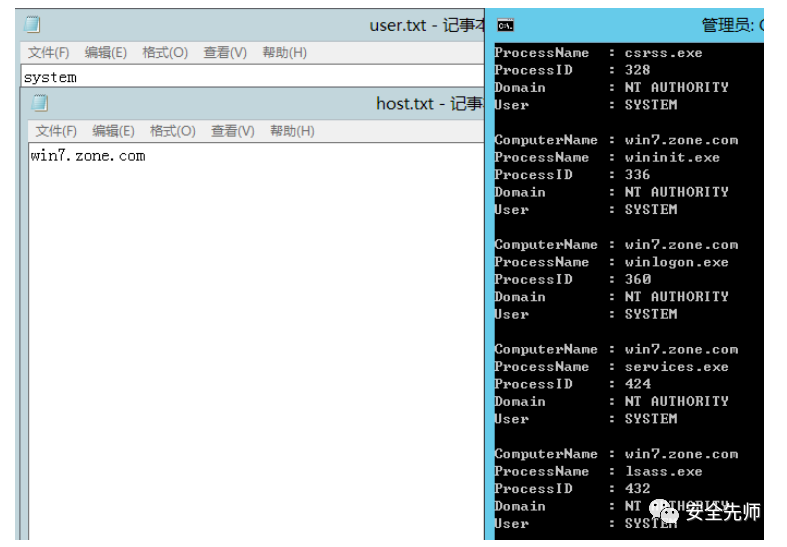 user.txt - 记事
文件(F) 编辑(E) 格式(O) 查看(V) 帮助(H)
system
host.txt - 记事
文件(F) 编辑(E) 格式(O) 查看(V) 帮助(H)
win7.zone.com
管理员:
ProcessName : csrss.exe
ProcessID : 328
Domain : NT AUTHORITY
User : SYSTEM
ComputerName : win7.zone.com
ProcessName : wininit.exe
ProcessID : 336
Domain : NT AUTHORITY
User : SYSTEM
ComputerName : win7.zone.com
ProcessName : winlogon.exe
ProcessID : 360
Domain : NT AUTHORITY
User : SYSTEM
ComputerName : win7.zone.com
ProcessName : services.exe
ProcessID : 424
Domain : NT AUTHORITY
User : SYSTEM
ComputerName : win7.zone.com
ProcessName : lsass.exe
ProcessID : 432
Domain : NT AUTHORITY
User : SYSTEM
安全先师